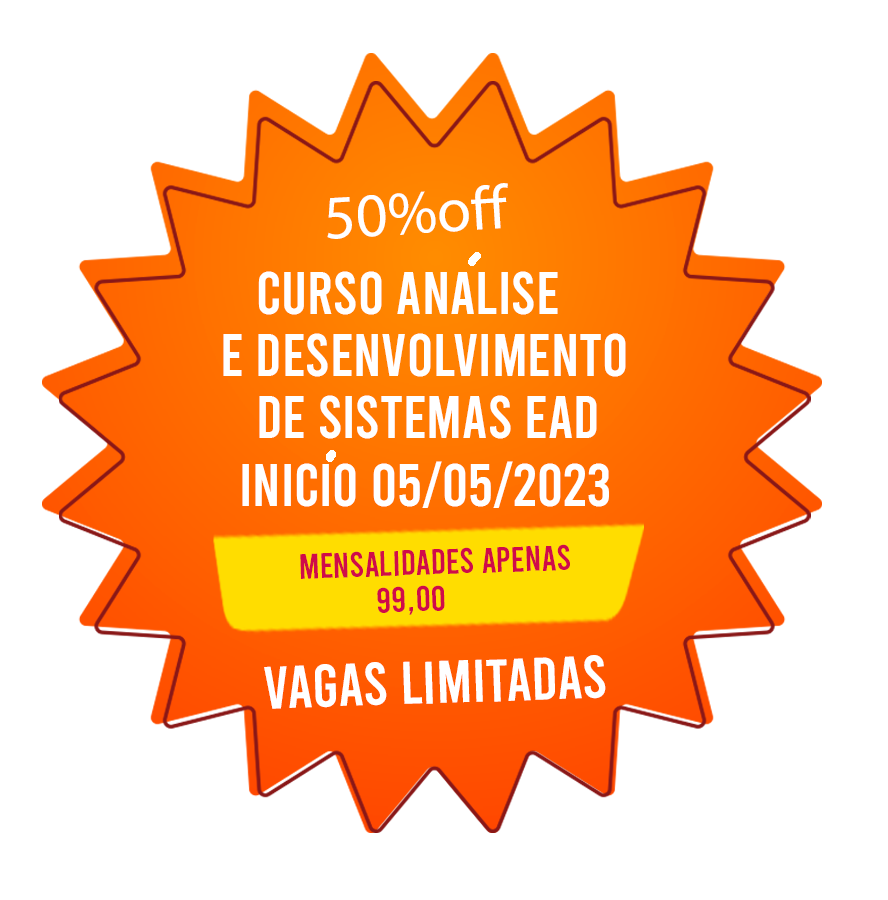 50%off
CURSO ANÁLISE
E DESENVOLVIMENTO
DE SISTEMAS EAD
INICÍO 05/05/2023
MENSALIDADES APENAS
99,00
VAGAS LIMITADAS